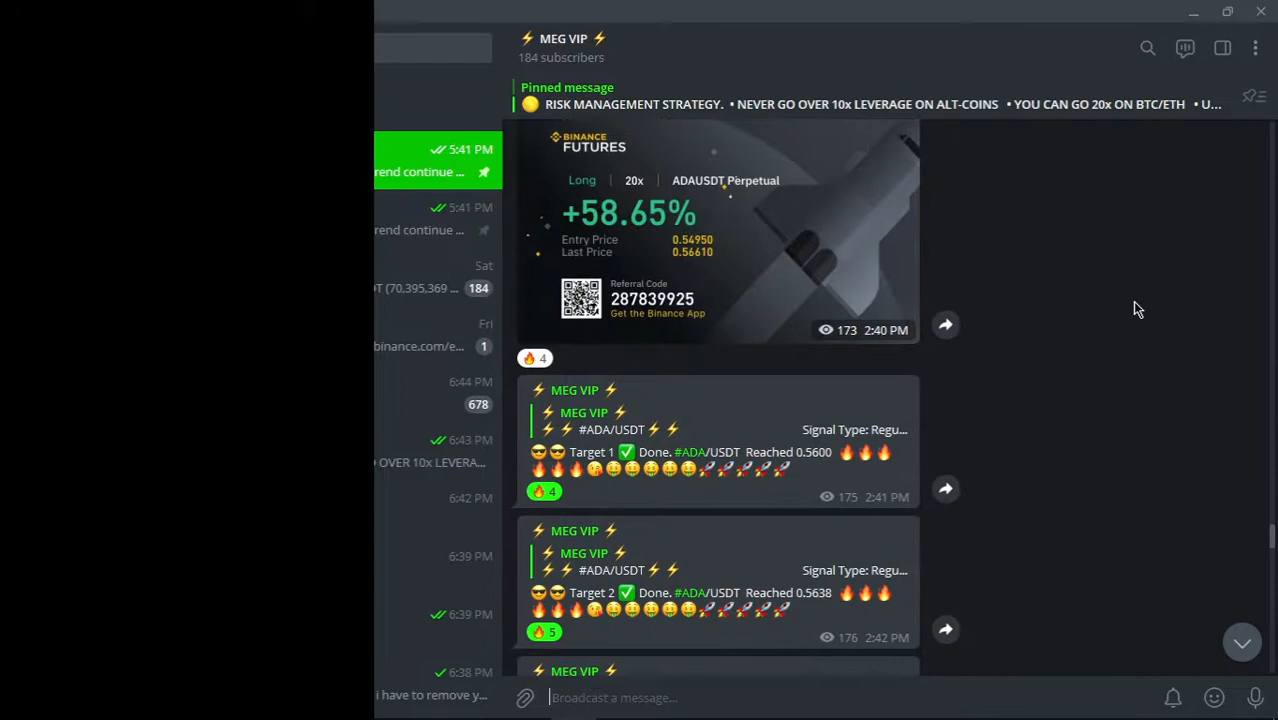 ⚡ MEG VIP ⚡
184 subscribers
Pinned message
🟡 RISK MANAGEMENT STRATEGY. • NEVER GO OVER 10x LEVERAGE ON ALT-COINS • YOU CAN GO 20x ON BTC/ETH • U...
5:41 PM
rend continue ...
5:41 PM
rend continue ...
Sat
T (70,395,369 ... 184
Fri
binance.com/e... 1
6:44 PM
678
6:43 PM
OVER 10x LEVERA...
6:42 PM
6:39 PM
6:39 PM
6:38 PM
i have to remove y...
BINANCE
FUTURES
Long | 20x | ADAUSDT Perpetual
+58.65%
Entry Price 0.54950
Last Price 0.56610
Referral Code
287839925
Get the Binance App
173 2:40 PM
🔥 4
⚡ MEG VIP ⚡
⚡ MEG VIP ⚡
⚡ ⚡ #ADA/USDT ⚡ ⚡ Signal Type: Regu...
😎 😎 Target 1 ✅ Done. #ADA/USDT Reached 0.5600 🔥 🔥 🔥
🔥 🔥 🔥 😘 🤑 🤑 🤑 🤑 🤑 🚀 🚀 🚀 🚀 🚀
🔥 4
175 2:41 PM
⚡ MEG VIP ⚡
⚡ MEG VIP ⚡
⚡ ⚡ #ADA/USDT ⚡ ⚡ Signal Type: Regu...
😎 😎 Target 2 ✅ Done. #ADA/USDT Reached 0.5638 🔥 🔥 🔥
🔥 🔥 🔥 😘 🤑 🤑 🤑 🤑 🤑 🚀 🚀 🚀 🚀 🚀
🔥 5
176 2:42 PM
⚡ MEG VIP ⚡
Broadcast a message...